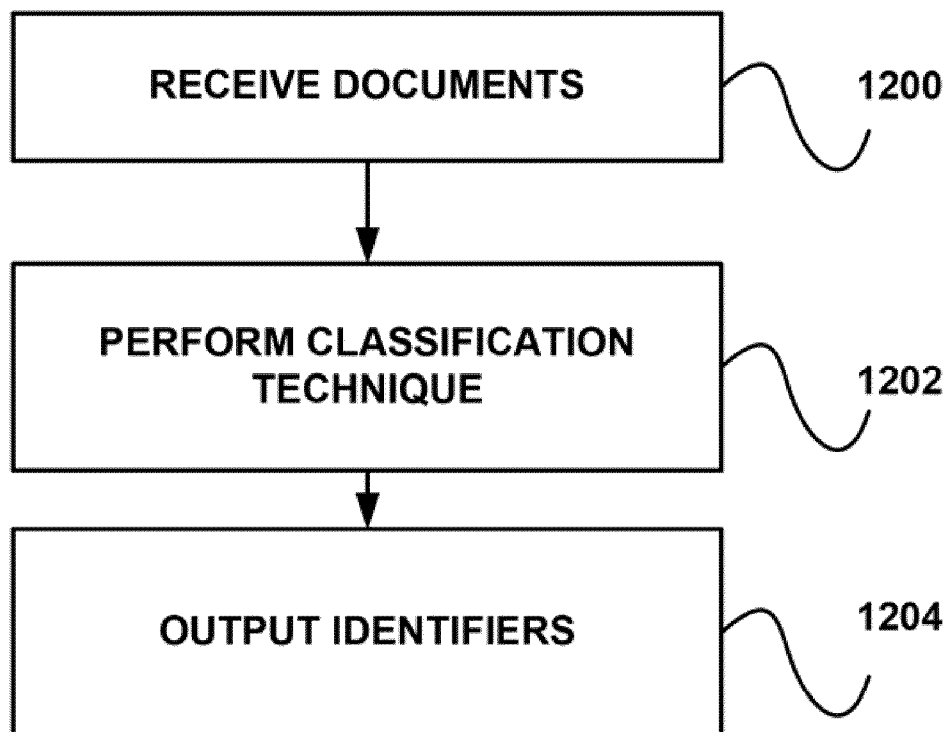 RECEIVE DOCUMENTS
1200
PERFORM CLASSIFICATION
TECHNIQUE
1202
OUTPUT IDENTIFIERS
1204